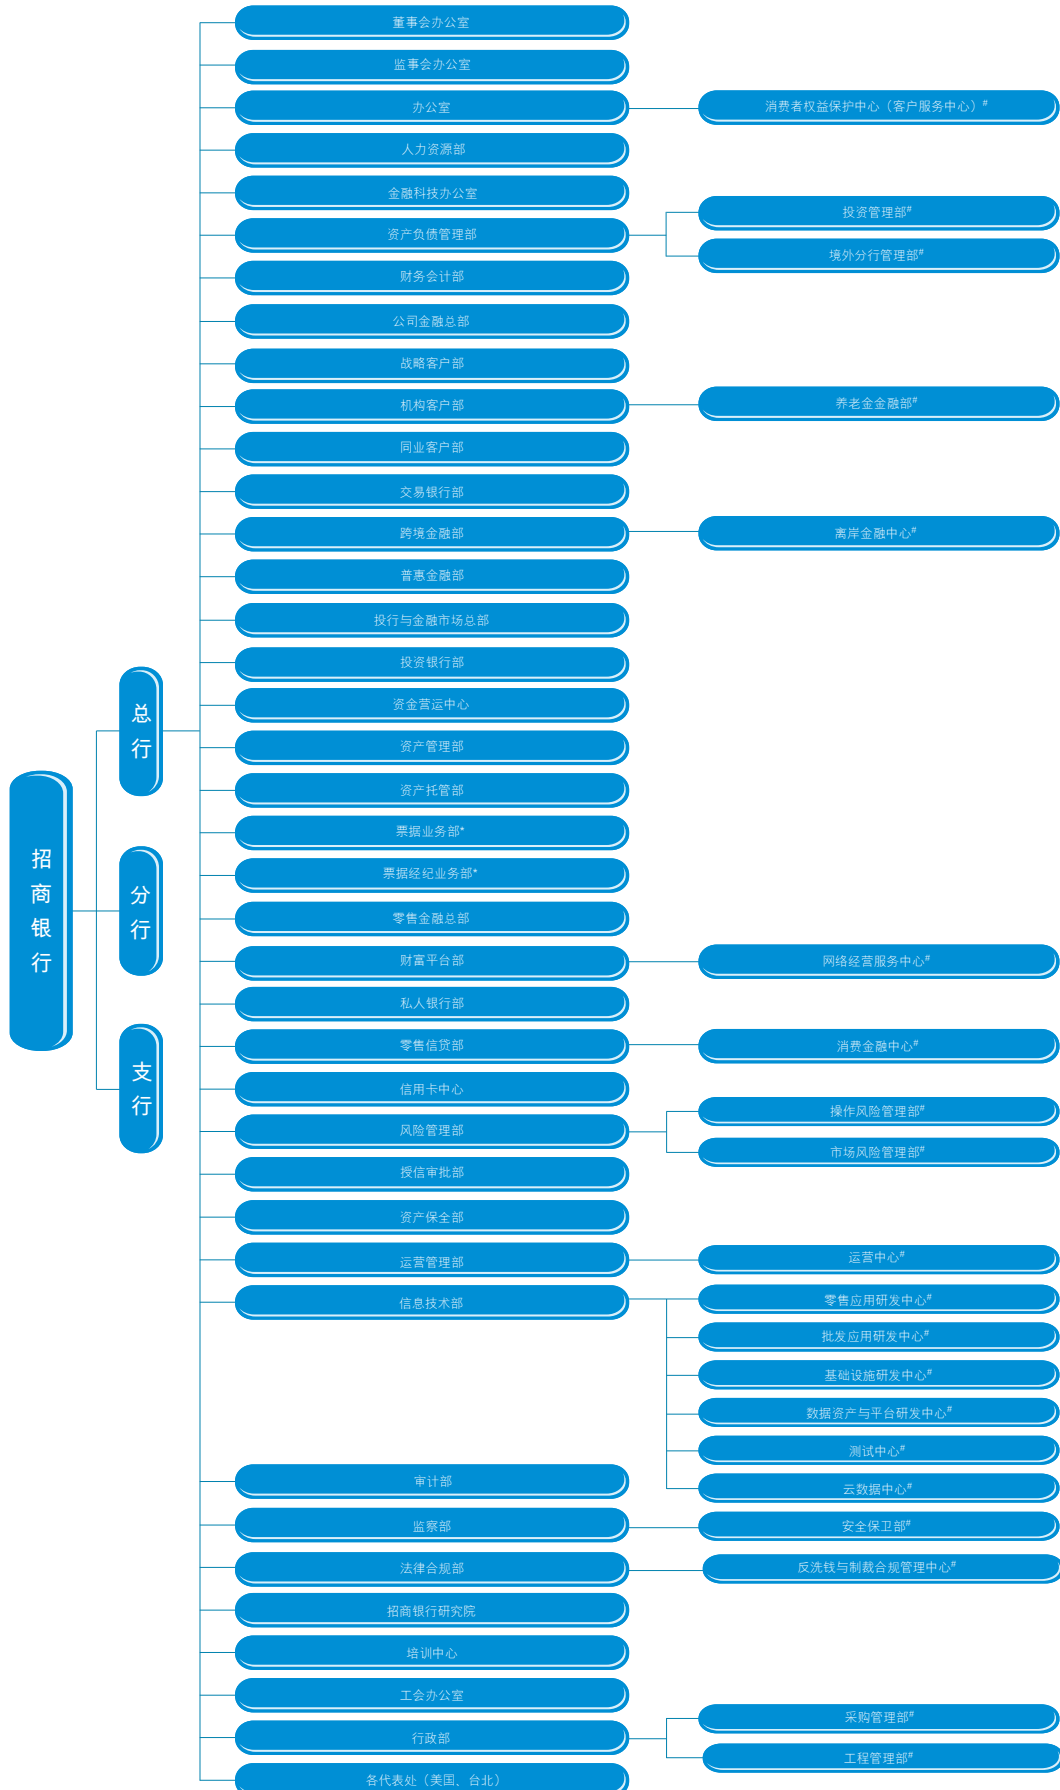 招商银行
总行
分行
支行
董事会办公室
监事会办公室
办公室
消费者权益保护中心（客户服务中心）#
人力资源部
金融科技办公室
资产负债管理部
投资管理部#
境外分行管理部#
财务会计部
公司金融总部
战略客户部
机构客户部
养老金金融部#
同业客户部
交易银行部
跨境金融部
离岸金融中心#
普惠金融部
投行与金融市场总部
投资银行部
资金营运中心
资产管理部
资产托管部
票据业务部*
票据经纪业务部*
零售金融总部
财富平台部
网络经营服务中心#
私人银行部
零售信贷部
消费金融中心#
信用卡中心
风险管理部
操作风险管理部#
市场风险管理部#
授信审批部
资产保全部
运营管理部
运营中心#
信息技术部
零售应用研发中心#
批发应用研发中心#
基础设施研发中心#
数据资产与平台研发中心#
测试中心#
云数据中心#
审计部
监察部
安全保卫部#
法律合规部
反洗钱与制裁合规管理中心#
招商银行研究院
培训中心
工会办公室
行政部
采购管理部#
工程管理部#
各代表处（美国、台北）